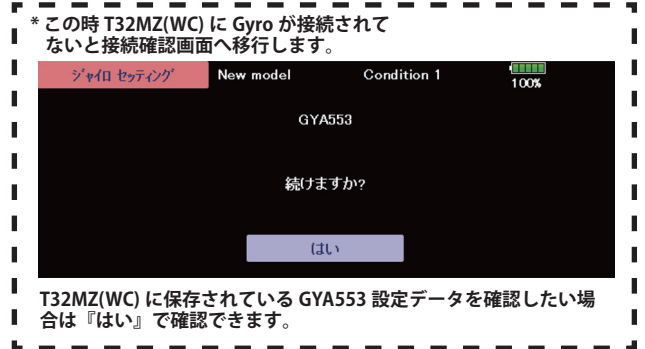 * この時 T32MZ(WC) に Gyro が接続されて
ないと接続確認画面へ移行します。
ｼﾞｬｲﾛ ｾｯﾃｨﾝｸﾞ New model Condition 1 100%
GYA553
続けますか?
はい
T32MZ(WC) に保存されている GYA553 設定データを確認したい場
合は『はい』で確認できます。